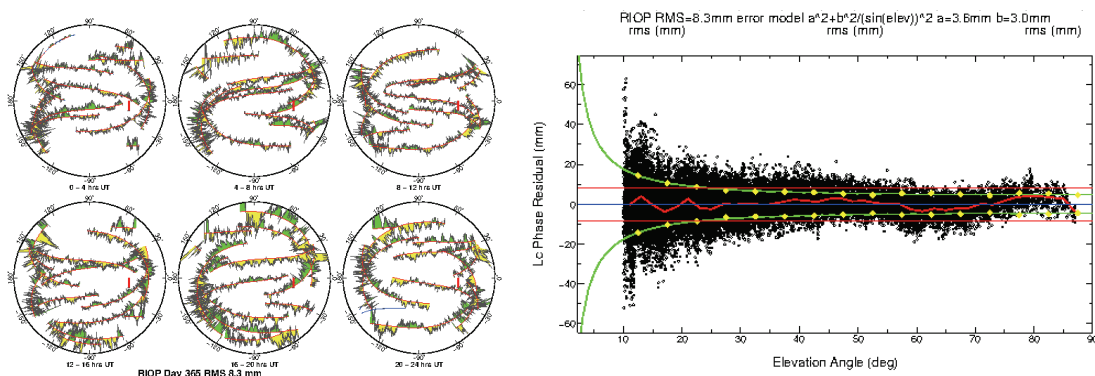 0 – 4 hrs UT
4 – 8 hrs UT
8 – 12 hrs UT
12 – 16 hrs UT
16 – 20 hrs UT
20 – 24 hrs UT
RIOP Day 365 RMS 8.3 mm
RIOP RMS=8.3mm error model a^2+b^2/(sin(elev))^2 a=3.6mm b=3.0mm
rms (mm) rms (mm) rms (mm)
Lc Phase Residual (mm)
60
40
20
0
−20
−40
−60
10 20 30 40 50 60 70 80 90
Elevation Angle (deg)